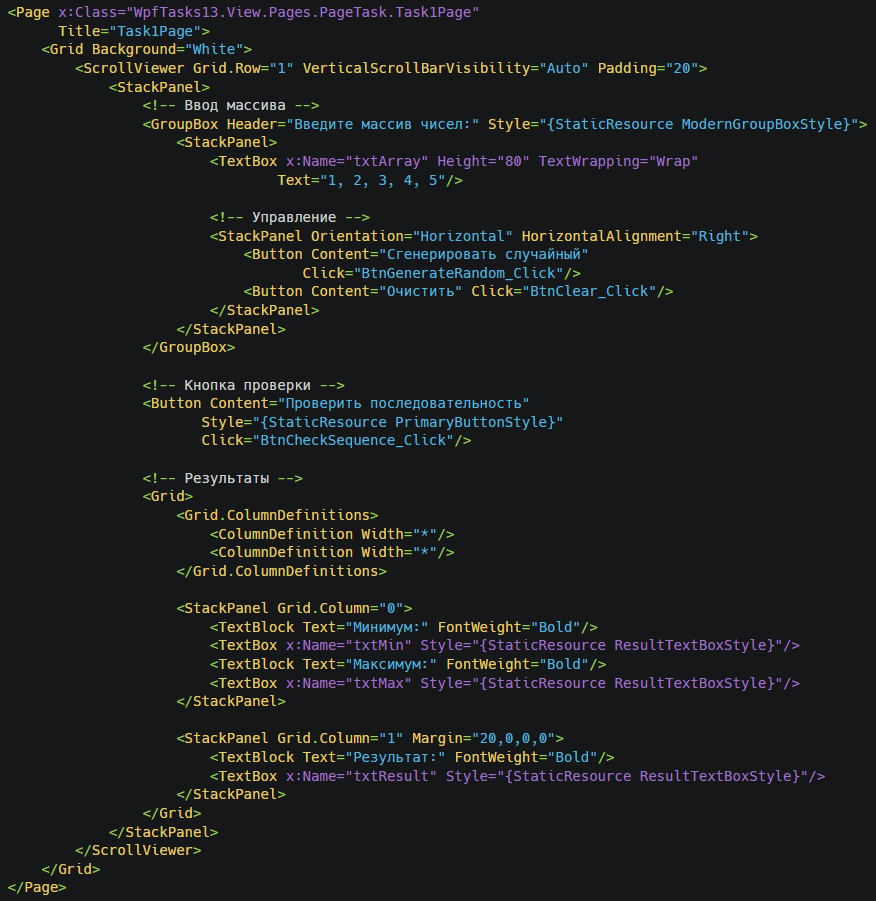 <Page x:Class="WpfTasks13.View.Pages.PageTask.Task1Page"
      Title="Task1Page">
    <Grid Background="White">
        <ScrollViewer Grid.Row="1" VerticalScrollBarVisibility="Auto" Padding="20">
            <StackPanel>
                <!-- Ввод массива -->
                <GroupBox Header="Введите массив чисел:" Style="{StaticResource ModernGroupBoxStyle}">
                    <StackPanel>
                        <TextBox x:Name="txtArray" Height="80" TextWrapping="Wrap"
                                Text="1, 2, 3, 4, 5"/>

                        <!-- Управление -->
                        <StackPanel Orientation="Horizontal" HorizontalAlignment="Right">
                            <Button Content="Сгенерировать случайный"
                                   Click="BtnGenerateRandom_Click"/>
                            <Button Content="Очистить" Click="BtnClear_Click"/>
                        </StackPanel>
                    </StackPanel>
                </GroupBox>

                <!-- Кнопка проверки -->
                <Button Content="Проверить последовательность"
                       Style="{StaticResource PrimaryButtonStyle}"
                       Click="BtnCheckSequence_Click"/>

                <!-- Результаты -->
                <Grid>
                    <Grid.ColumnDefinitions>
                        <ColumnDefinition Width="*"/>
                        <ColumnDefinition Width="*"/>
                    </Grid.ColumnDefinitions>

                    <StackPanel Grid.Column="0">
                        <TextBlock Text="Минимум:" FontWeight="Bold"/>
                        <TextBox x:Name="txtMin" Style="{StaticResource ResultTextBoxStyle}"/>
                        <TextBlock Text="Максимум:" FontWeight="Bold"/>
                        <TextBox x:Name="txtMax" Style="{StaticResource ResultTextBoxStyle}"/>
                    </StackPanel>

                    <StackPanel Grid.Column="1" Margin="20,0,0,0">
                        <TextBlock Text="Результат:" FontWeight="Bold"/>
                        <TextBox x:Name="txtResult" Style="{StaticResource ResultTextBoxStyle}"/>
                    </StackPanel>
                </Grid>
            </StackPanel>
        </ScrollViewer>
    </Grid>
</Page>